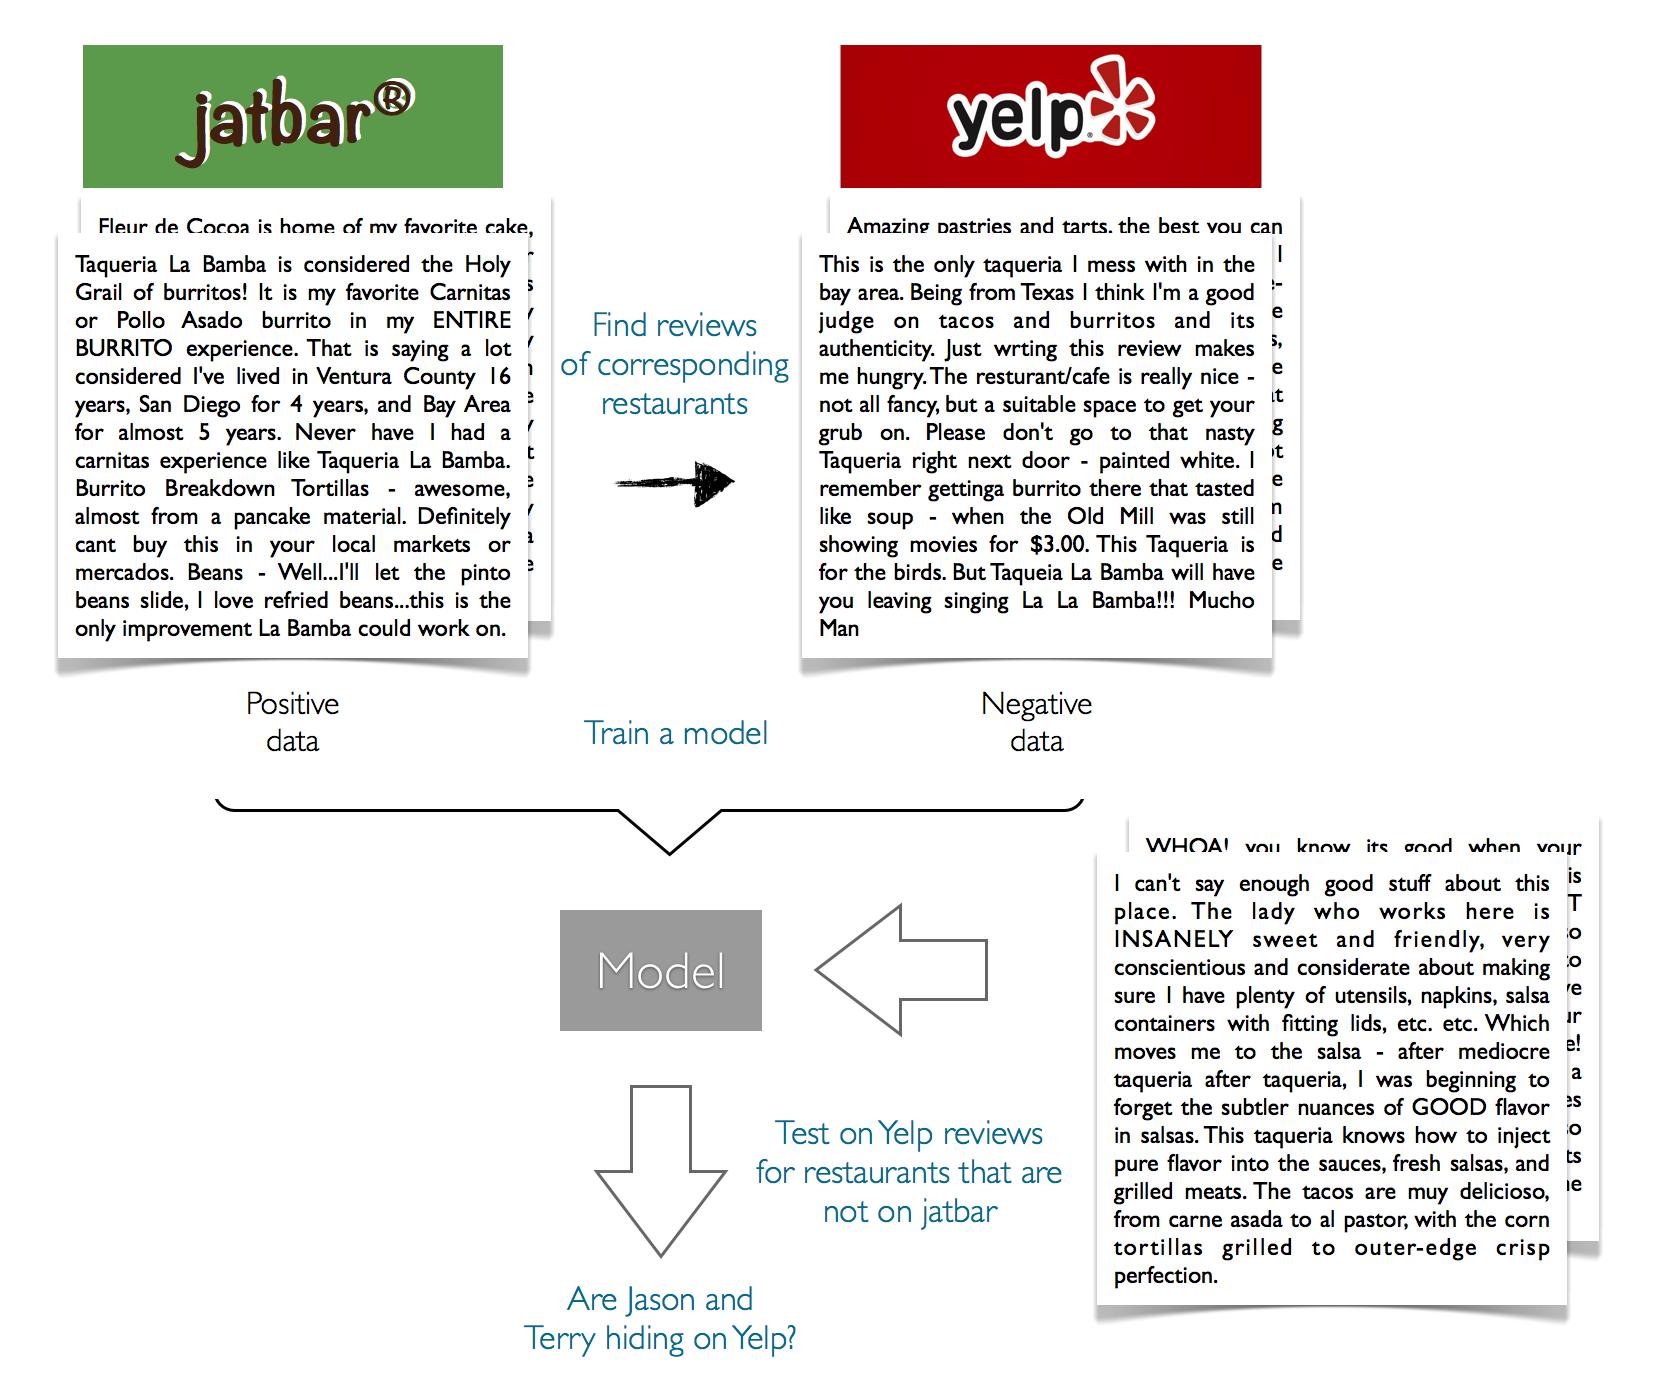 jatbar®
yelp
Fleur de Cocoa is home of my favorite cake,
Taqueria La Bamba is considered the Holy
Grail of burritos! It is my favorite Carnitas
or Pollo Asado burrito in my ENTIRE
BURRITO experience. That is saying a lot
considered I've lived in Ventura County 16
years, San Diego for 4 years, and Bay Area
for almost 5 years. Never have I had a
carnitas experience like Taqueria La Bamba.
Burrito Breakdown Tortillas - awesome,
almost from a pancake material. Definitely
cant buy this in your local markets or
mercados. Beans - Well...I'll let the pinto
beans slide, I love refried beans...this is the
only improvement La Bamba could work on.
Find reviews
of corresponding
restaurants
Amazing pastries and tarts, the best you can
This is the only taqueria I mess with in the
bay area. Being from Texas I think I'm a good
judge on tacos and burritos and its
authenticity. Just wrting this review makes
me hungry. The resturant/cafe is really nice -
not all fancy, but a suitable space to get your
grub on. Please don't go to that nasty
Taqueria right next door - painted white. I
remember gettinga burrito there that tasted
like soup - when the Old Mill was still
showing movies for $3.00. This Taqueria is
for the birds. But Taqueia La Bamba will have
you leaving singing La La Bamba!!! Mucho
Man
Positive
data
Train a model
Negative
data
Model
WHOA! you know its good when your
I can't say enough good stuff about this
place. The lady who works here is
INSANELY sweet and friendly, very
conscientious and considerate about making
sure I have plenty of utensils, napkins, salsa
containers with fitting lids, etc. etc. Which
moves me to the salsa - after mediocre
taqueria after taqueria, I was beginning to
forget the subtler nuances of GOOD flavor
in salsas. This taqueria knows how to inject
pure flavor into the sauces, fresh salsas, and
grilled meats. The tacos are muy delicioso,
from carne asada to al pastor, with the corn
tortillas grilled to outer-edge crisp
perfection.
Test on Yelp reviews
for restaurants that are
not on jatbar
Are Jason and
Terry hiding on Yelp?